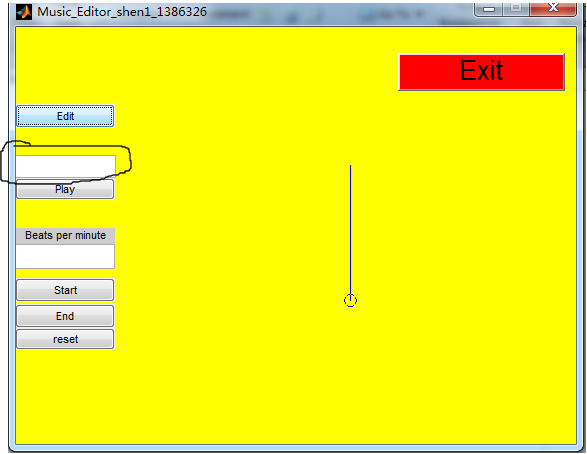 Music_Editor_shen1_1386326
Exit
Edit
Play
Beats per minute
Start
End
reset